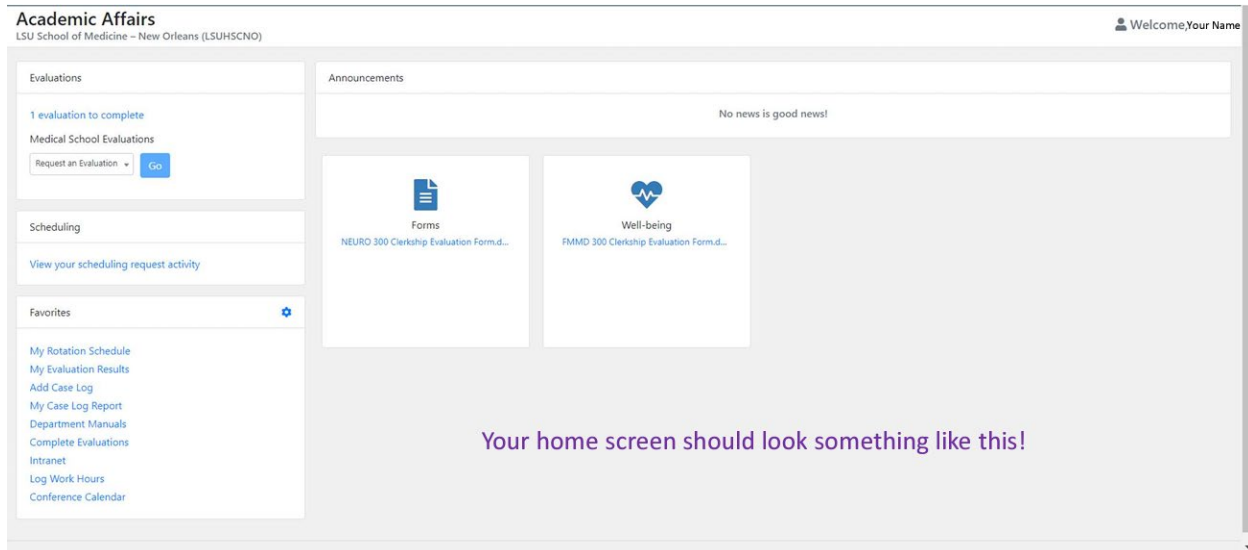 Academic Affairs
LSU School of Medicine – New Orleans (LSUHSCNO)
Welcome,Your Name
Evaluations
1 evaluation to complete
Medical School Evaluations
Request an Evaluation
Go
Scheduling
View your scheduling request activity
Favorites
My Rotation Schedule
My Evaluation Results
Add Case Log
My Case Log Report
Department Manuals
Complete Evaluations
Intranet
Log Work Hours
Conference Calendar
Announcements
No news is good news!
Forms
NEURO 300 Clerkship Evaluation Form.d...
Well-being
FMMD 300 Clerkship Evaluation Form.d...
Your home screen should look something like this!